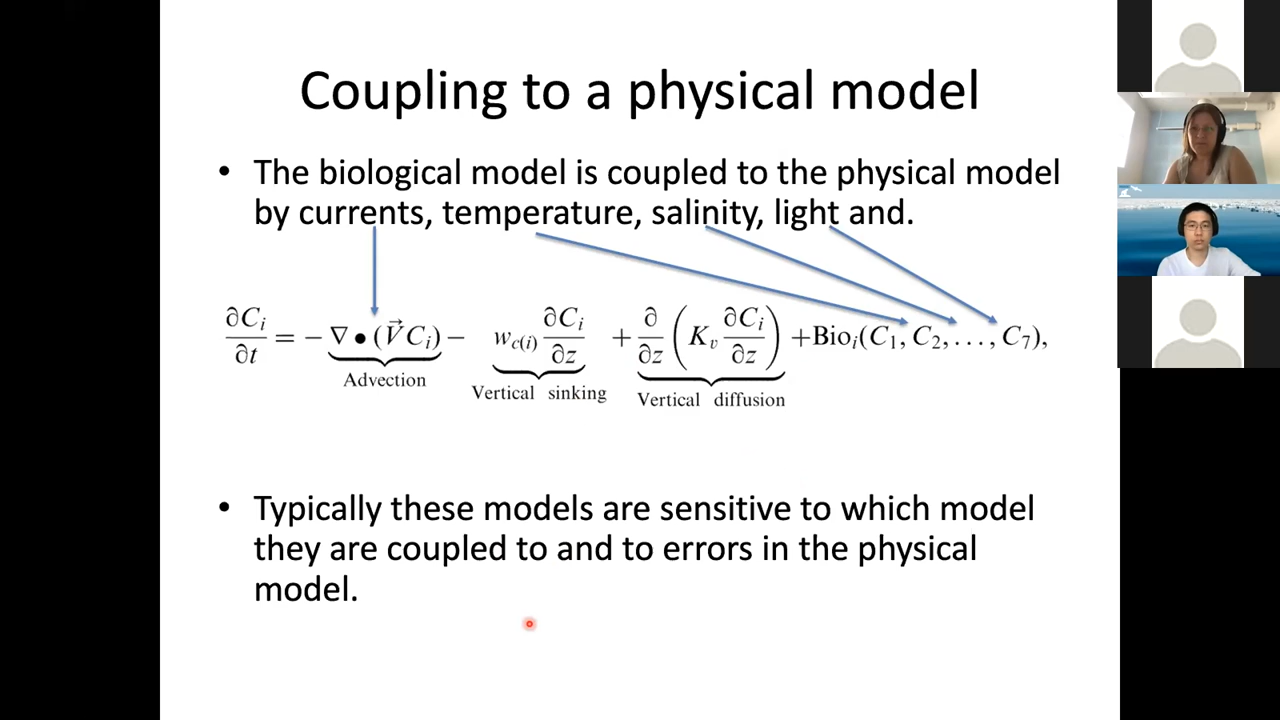 Coupling to a physical model
• The biological model is coupled to the physical model
by currents, temperature, salinity, light and.
∂Cᵢ/∂t = − ∇ • (V⃗ Cᵢ) − w_c(i) ∂Cᵢ/∂z + ∂/∂z (K_v ∂Cᵢ/∂z) + Bioᵢ(C₁, C₂, . . . , C₇),
Advection
Vertical sinking
Vertical diffusion
• Typically these models are sensitive to which model
they are coupled to and to errors in the physical
model.